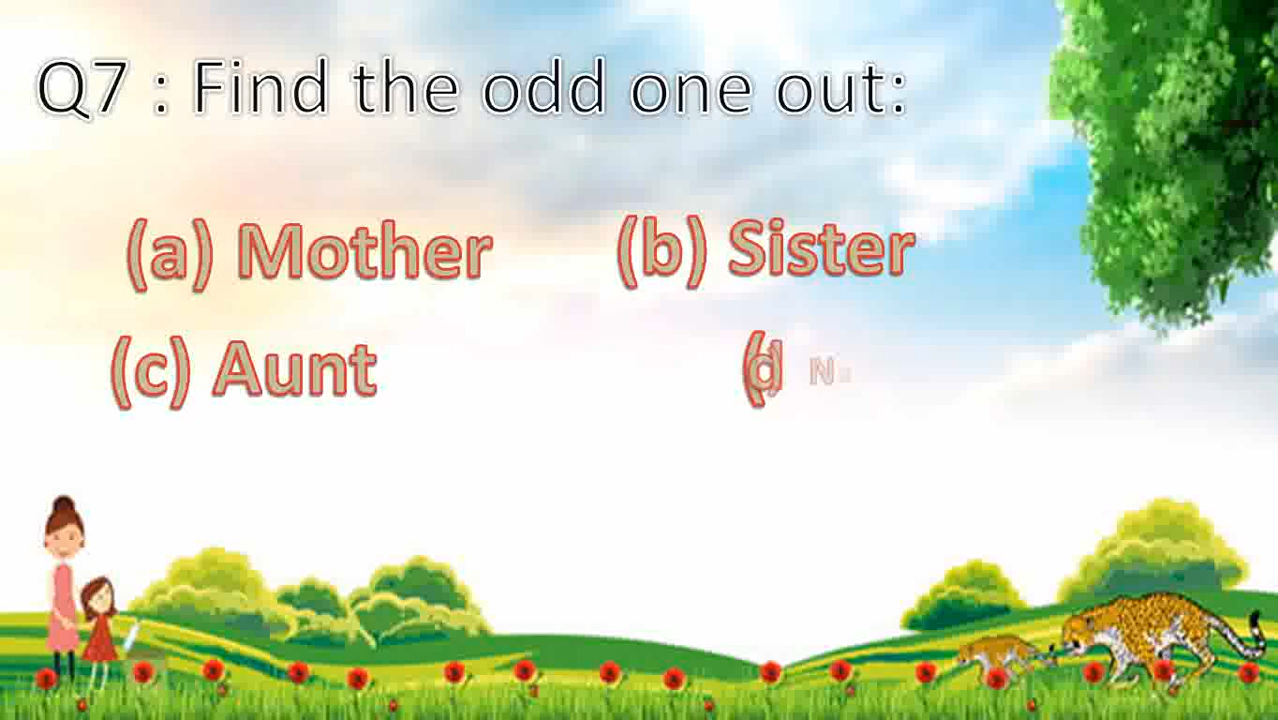 Q7 : Find the odd one out:
(a) Mother (b) Sister
(c) Aunt (d)